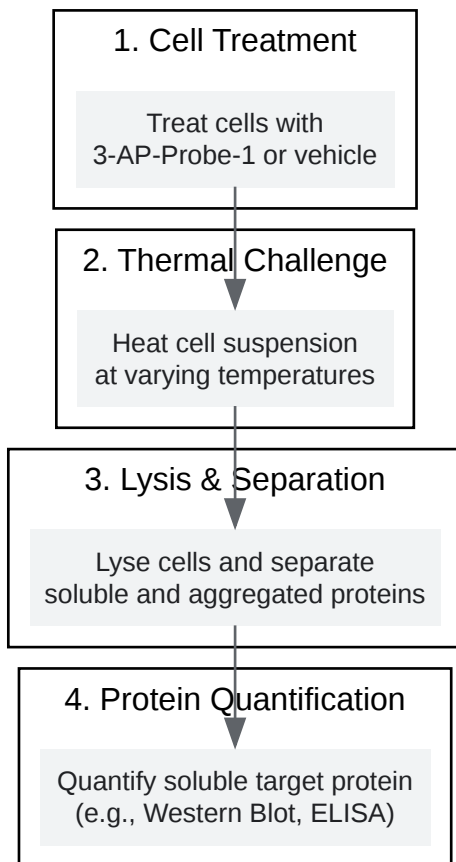 1. Cell Treatment
Treat cells with
3-AP-Probe-1 or vehicle
2. Thermal Challenge
Heat cell suspension
at varying temperatures
3. Lysis & Separation
Lyse cells and separate
soluble and aggregated proteins
4. Protein Quantification
Quantify soluble target protein
(e.g., Western Blot, ELISA)